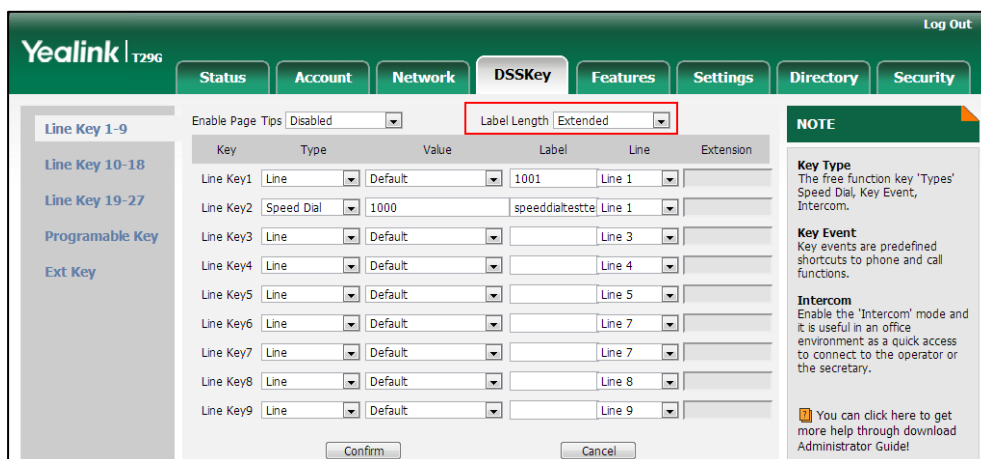 Log Out
Yealink T29G
Status Account Network DSSKey Features Settings Directory Security
Line Key 1-9
Line Key 10-18
Line Key 19-27
Programable Key
Ext Key
Enable Page Tips Disabled Label Length Extended
Key Type Value Label Line Extension
Line Key1 Line Default 1001 Line 1
Line Key2 Speed Dial 1000 speeddialtestte Line 1
Line Key3 Line Default Line 3
Line Key4 Line Default Line 4
Line Key5 Line Default Line 5
Line Key6 Line Default Line 7
Line Key7 Line Default Line 7
Line Key8 Line Default Line 8
Line Key9 Line Default Line 9
Confirm Cancel
NOTE
Key Type
The free function key 'Types'
Speed Dial, Key Event,
Intercom.
Key Event
Key events are predefined
shortcuts to phone and call
functions.
Intercom
Enable the 'Intercom' mode and
it is useful in an office
environment as a quick access
to connect to the operator or
the secretary.
You can click here to get
more help through download
Administrator Guide!